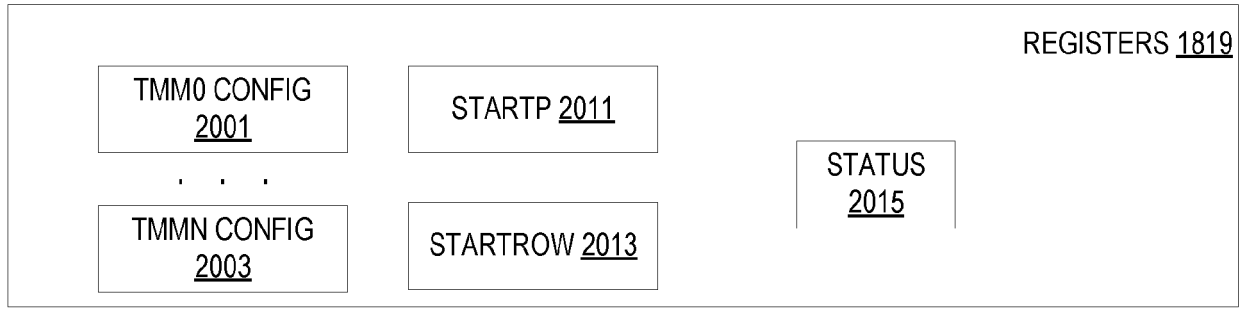 REGISTERS 1819
TMM0 CONFIG
2001
STARTP 2011
STATUS
2015
. . .
TMMN CONFIG
2003
STARTROW 2013